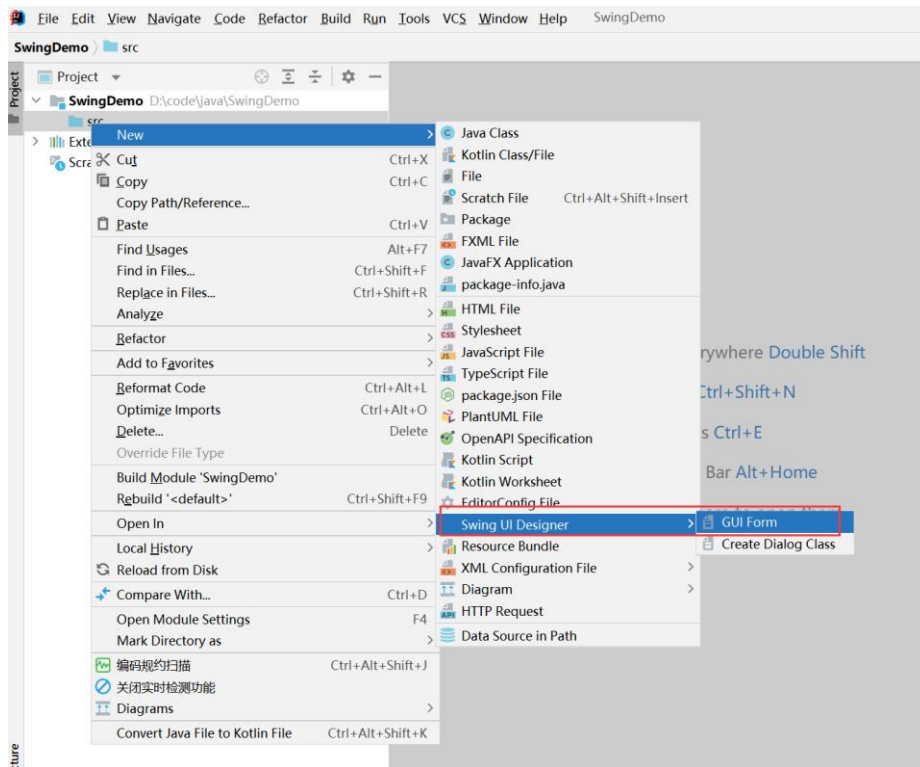 File Edit View Navigate Code Refactor Build Run Tools VCS Window Help SwingDemo
SwingDemo src
Project
Project
SwingDemo D:\code\java\SwingDemo
src
Exte
Scra
New
Cut Ctrl+X
Copy Ctrl+C
Copy Path/Reference...
Paste Ctrl+V
Find Usages Alt+F7
Find in Files... Ctrl+Shift+F
Replace in Files... Ctrl+Shift+R
Analyze
Refactor
Add to Favorites
Reformat Code Ctrl+Alt+L
Optimize Imports Ctrl+Alt+O
Delete... Delete
Override File Type
Build Module 'SwingDemo'
Rebuild '<default>' Ctrl+Shift+F9
Open In
Local History
Reload from Disk
Compare With... Ctrl+D
Open Module Settings F4
Mark Directory as
编码规约扫描 Ctrl+Alt+Shift+J
关闭实时检测功能
Diagrams
Convert Java File to Kotlin File Ctrl+Alt+Shift+K
Java Class
Kotlin Class/File
File
Scratch File Ctrl+Alt+Shift+Insert
Package
FXML File
JavaFX Application
package-info.java
HTML File
Stylesheet
JavaScript File
TypeScript File
package.json File
PlantUML File
OpenAPI Specification
Kotlin Script
Kotlin Worksheet
EditorConfig File
Swing UI Designer
Resource Bundle
XML Configuration File
Diagram
HTTP Request
Data Source in Path
GUI Form
Create Dialog Class
rywhere Double Shift
Ctrl+Shift+N
s Ctrl+E
Bar Alt+Home
cture